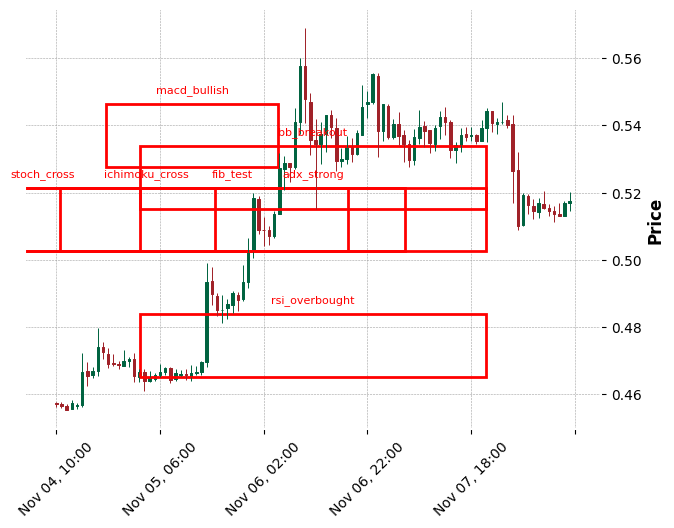 macd_bullish
bb_breakout
stoch_cross
ichimoku_cross
fib_test
adx_strong
rsi_overbought
0.56
0.54
0.52
0.50
0.48
0.46
Price
Nov 04, 10:00
Nov 05, 06:00
Nov 06, 02:00
Nov 06, 22:00
Nov 07, 18:00